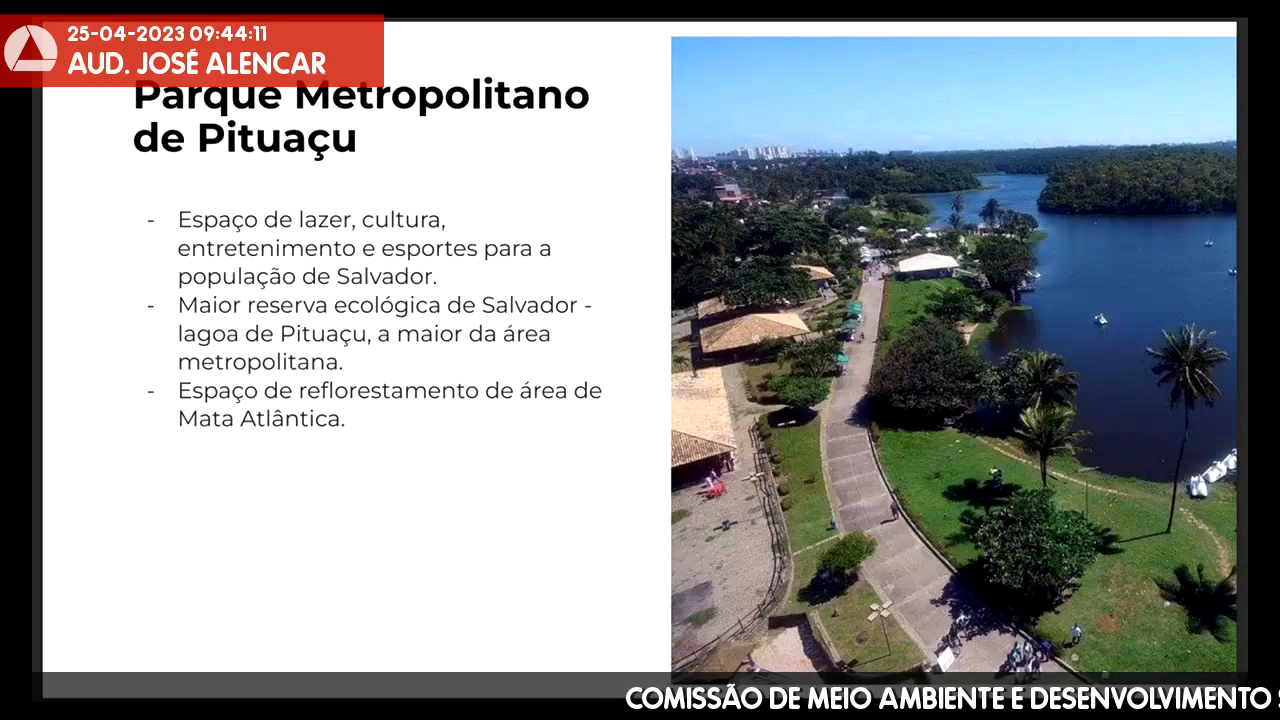 25-04-2023 09:44:11
AUD. JOSÉ ALENCAR
Parque Metropolitano
de Pituaçu
- Espaço de lazer, cultura,
entretenimento e esportes para a
população de Salvador.
- Maior reserva ecológica de Salvador -
lagoa de Pituaçu, a maior da área
metropolitana.
- Espaço de reflorestamento de área de
Mata Atlântica.
COMISSÃO DE MEIO AMBIENTE E DESENVOLVIMENTO